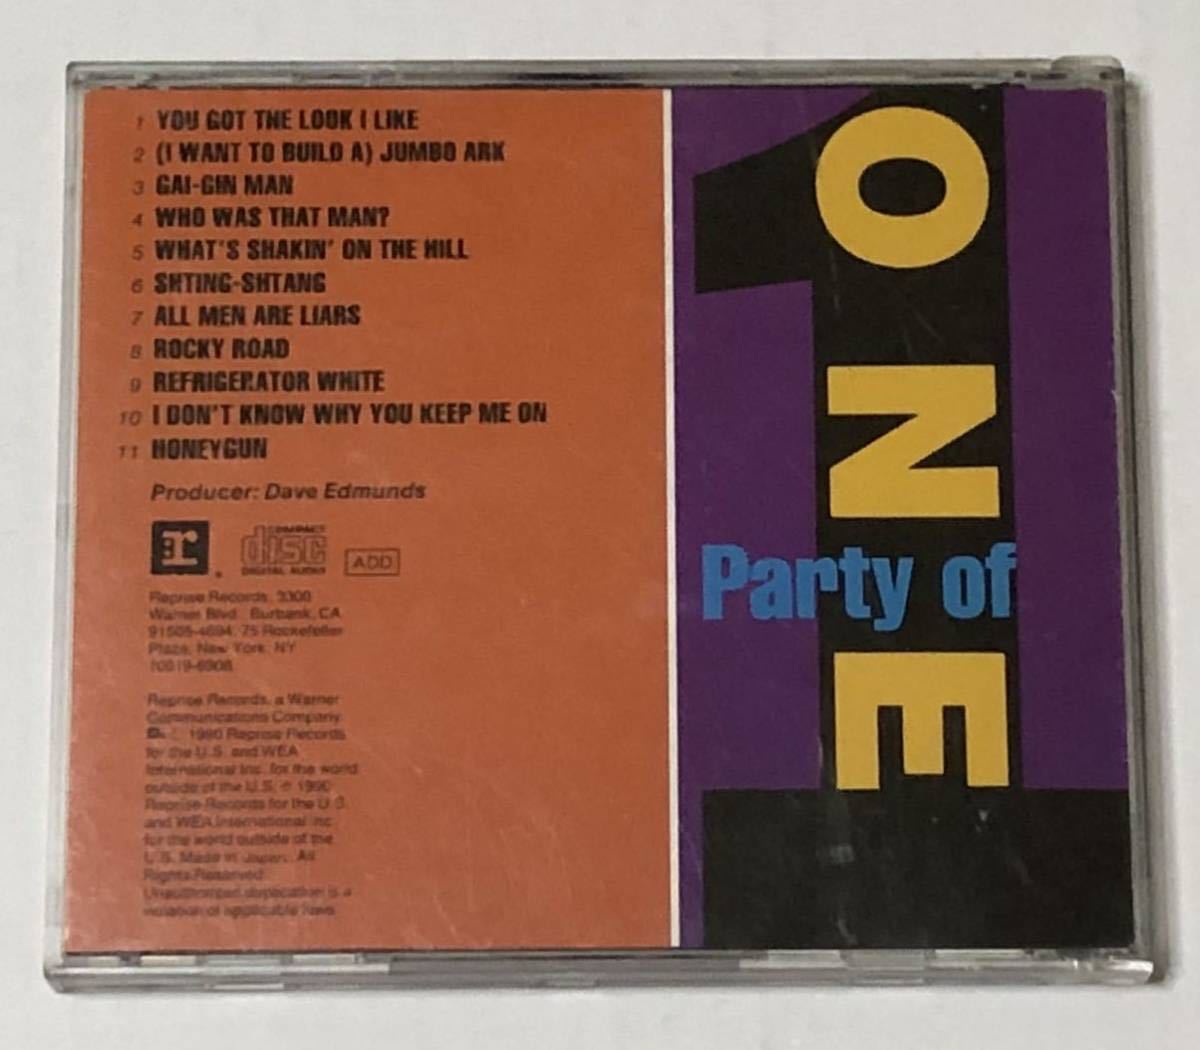 1 YOU GOT THE LOOK I LIKE
2 (I WANT TO BUILD A) JUMBO ARK
3 GAI-GIN MAN
4 WHO WAS THAT MAN?
5 WHAT'S SHAKIN' ON THE HILL
6 SHTING-SHTANG
7 ALL MEN ARE LIARS
8 ROCKY ROAD
9 REFRIGERATOR WHITE
10 I DON'T KNOW WHY YOU KEEP ME ON
11 HONEYGUN
Producer: Dave Edmunds
r
COMPACT
disc
DIGITAL AUDIO
ADD
Reprise Records, 3300
Warner Blvd., Burbank, CA
91505-4694; 75 Rockefeller
Plaza, New York, NY
10019-6908
Reprise Records, a Warner
Communications Company.
1990 Reprise Records
for the U.S. and WEA
International Inc. for the world
outside of the U.S. ℗ 1990
Reprise Records for the U.S.
and WEA International Inc.
for the world outside of the
U.S. Made in Japan. All
Rights Reserved.
Unauthorized duplication is a
violation of applicable laws.
Party of
ONE
1